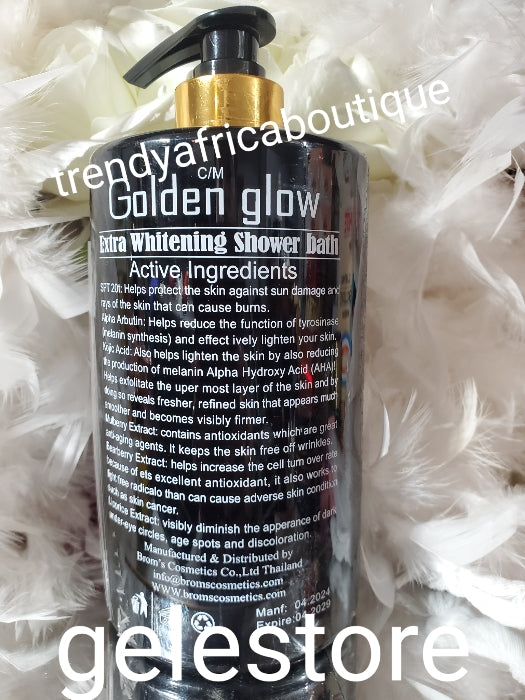 trendyafricaboutique
C/M
Golden glow
Extra Whitening Shower bath
Active Ingredients
SFT 201: Helps protect the skin against sun damage and
rays of the skin that can cause burns.
Alpha Arbutin: Helps reduce the function of tyrosinase
(melanin synthesis) and effect ively lighten your skin.
Kojic Acid: Also helps lighten the skin by also reducing
the production of melanin Alpha Hydroxy Acid (AHA)!
Helps exfolitate the uper most layer of the skin and by
doing so reveals fresher, refined skin that appears much
smoother and becomes visibly firmer.
Mulberry Extract: contains antioxidants which are great
anti-aging agents. It keeps the skin free off wrinkles.
Bearberry Extract: helps increase the cell turn over rate
because of ets excellent antioxidant, it also works to
fight free radicalo than can cause adverse skin condition
such as skin cancer.
Licorice Extract: visibly diminish the apperance of dark
under-eye circles, age spots and discoloration.
Manufactured & Distributed by
Brom's Cosmetics Co.,Ltd Thailand
info@bromscosmetics.com
WWW.bromscosmetics.com
Manf: 04.2024
Expire:04.2029
gelestore